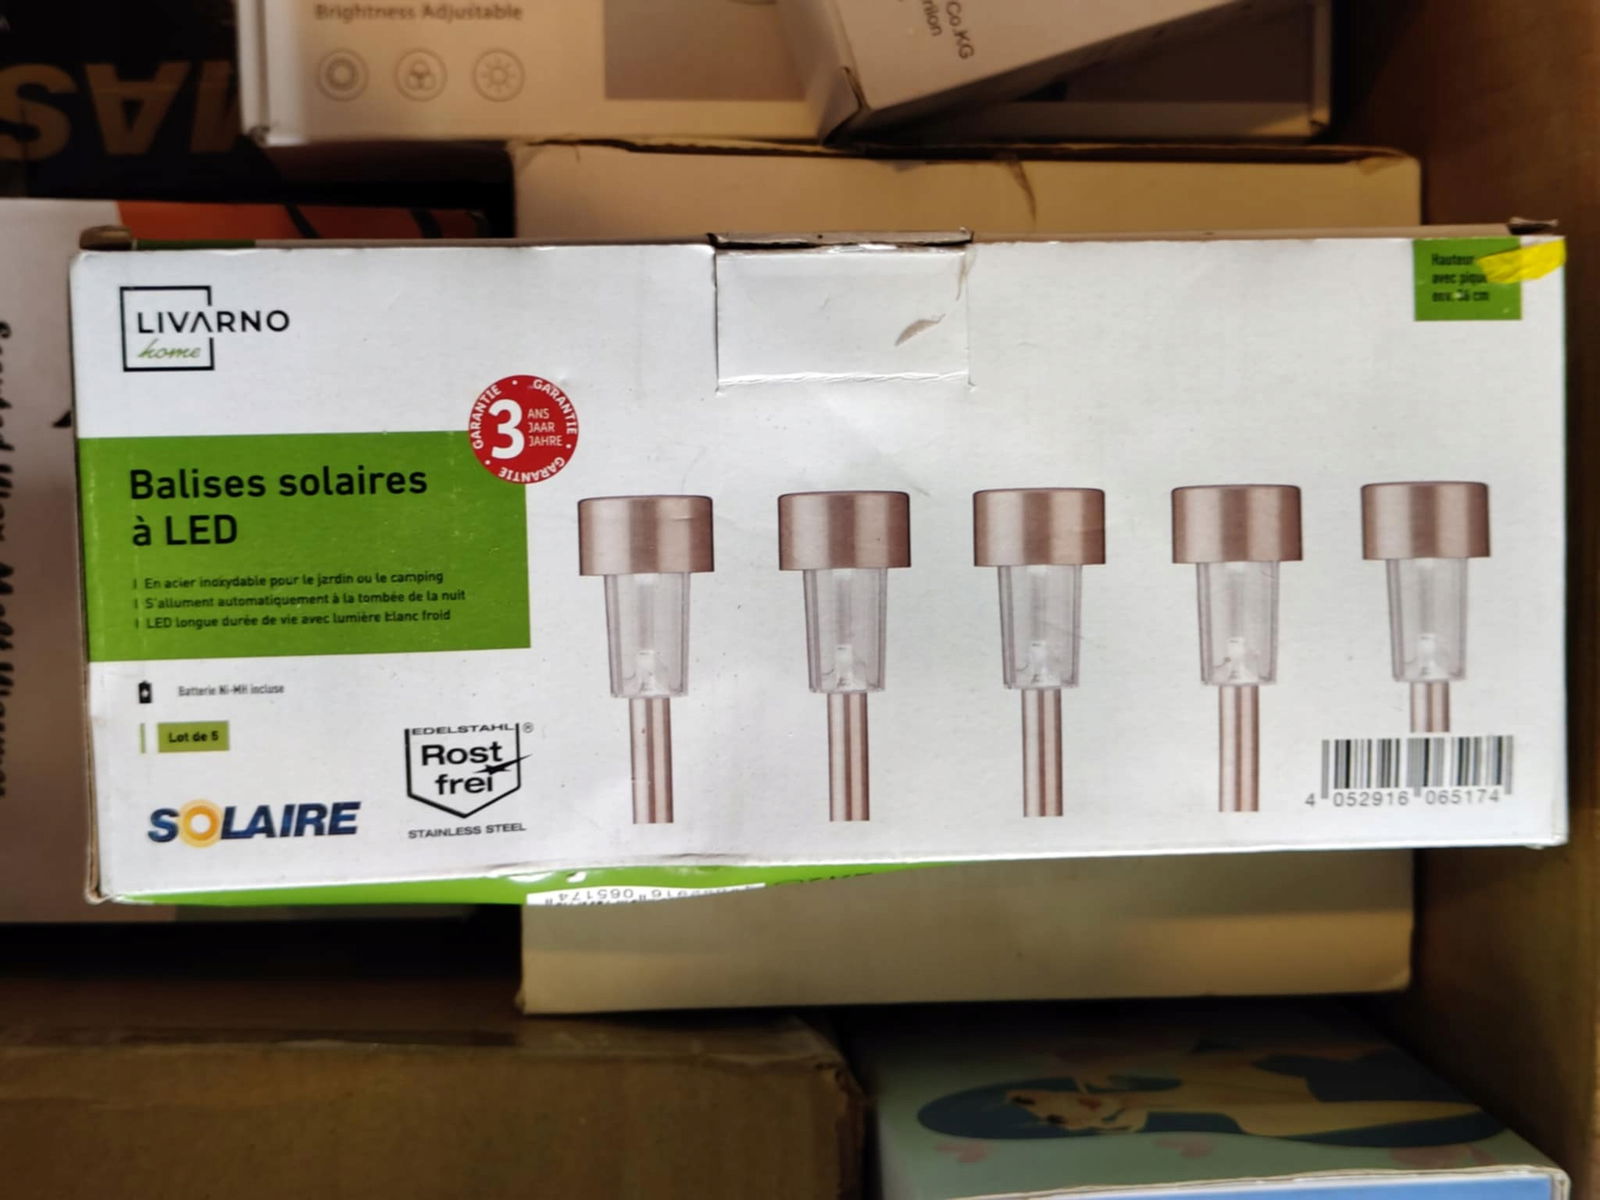 Brightness Adjustable
Co.KG
LIVARNO
home
Hauteur
avec pique
GARANTIE • GARANTIE • GARANTIE •
3
ANS
JAAR
JAHRE
Balises solaires
à LED
En acier inoxydable pour le jardin ou le camping
S'allument automatiquement à la tombée de la nuit
LED longue durée de vie avec lumière blanc froid
Batterie Ni-MH incluse
Lot de 5
EDELSTAHL®
Rost
frei
STAINLESS STEEL
SOLAIRE
4 052916 065174